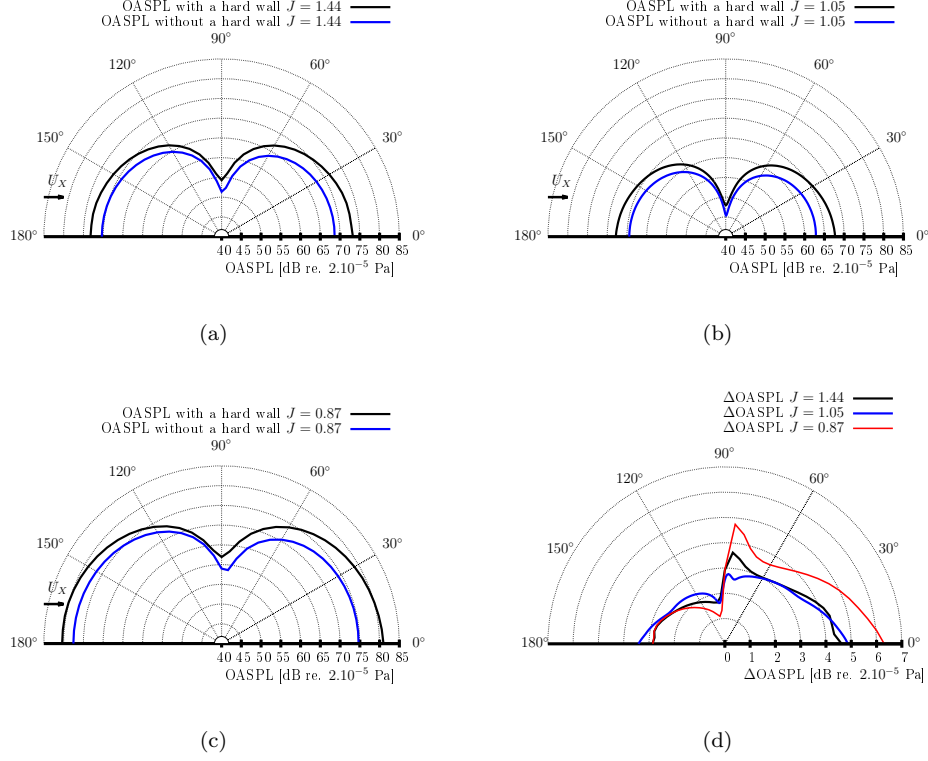 OASPL with a hard wall J = 1.44
OASPL without a hard wall J = 1.44
90°
120°
60°
150°
30°
U_X
180°
0°
40 45 50 55 60 65 70 75 80 85
OASPL [dB re. 2.10⁻⁵ Pa]
(a)
OASPL with a hard wall J = 1.05
OASPL without a hard wall J = 1.05
90°
120°
60°
150°
30°
U_X
180°
0°
40 45 50 55 60 65 70 75 80 85
OASPL [dB re. 2.10⁻⁵ Pa]
(b)
OASPL with a hard wall J = 0.87
OASPL without a hard wall J = 0.87
90°
120°
60°
150°
30°
U_X
180°
0°
40 45 50 55 60 65 70 75 80 85
OASPL [dB re. 2.10⁻⁵ Pa]
(c)
ΔOASPL J = 1.44
ΔOASPL J = 1.05
ΔOASPL J = 0.87
90°
120°
60°
150°
30°
180°
0°
0 1 2 3 4 5 6 7
ΔOASPL [dB re. 2.10⁻⁵ Pa]
(d)